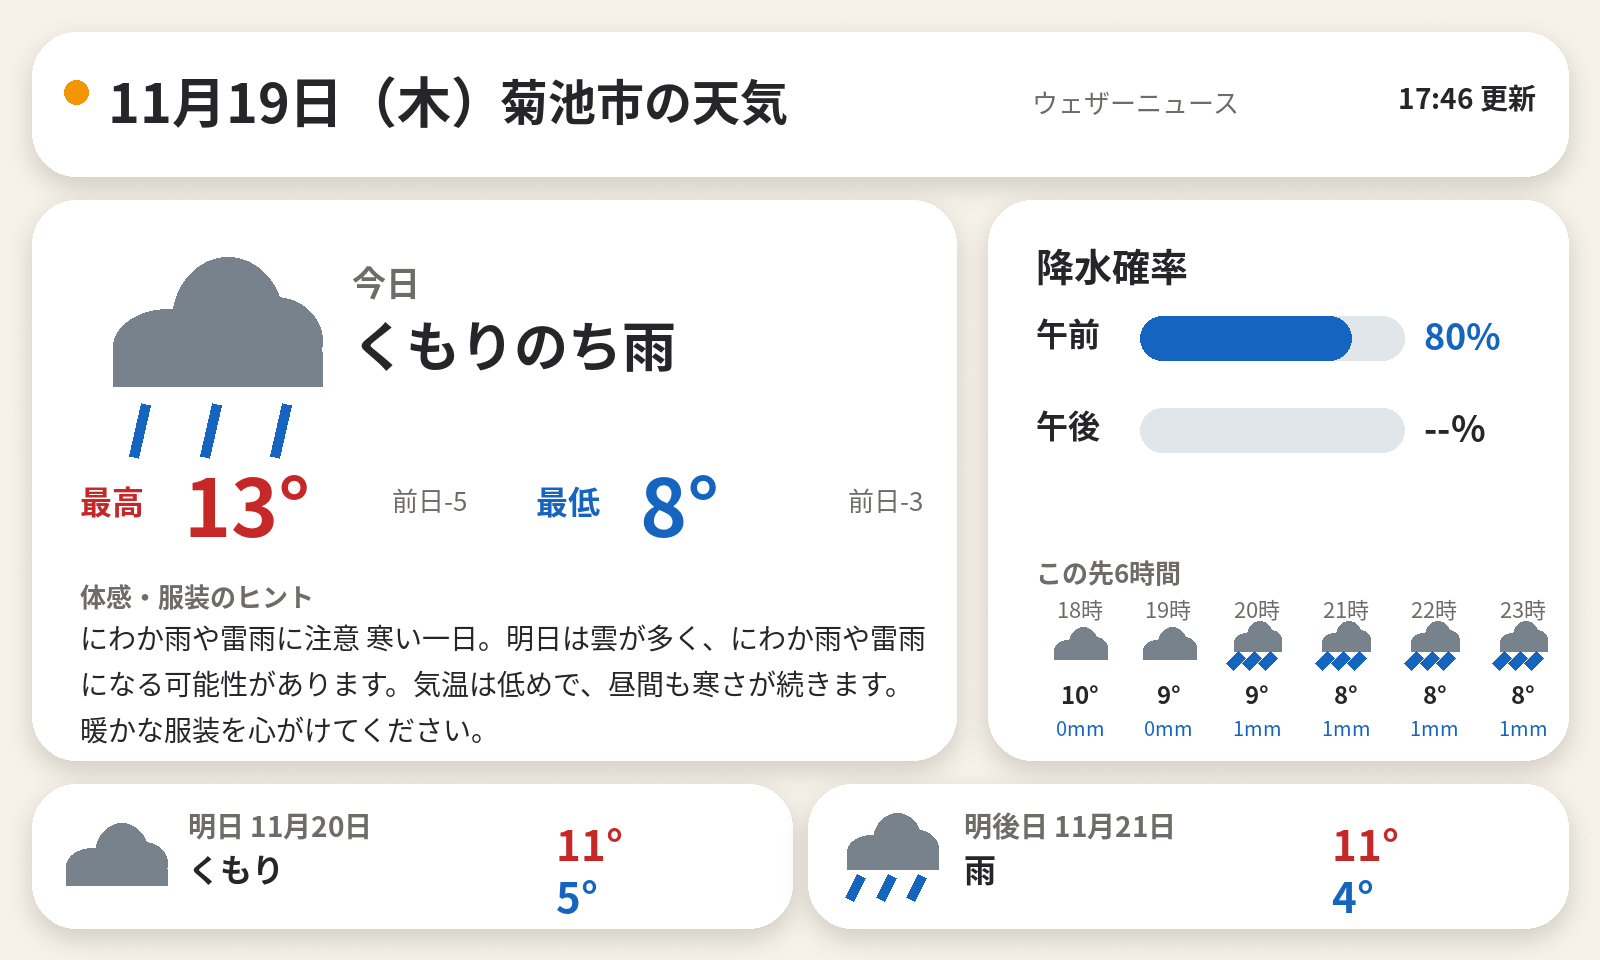 11月19日（木）菊池市の天気
ウェザーニュース
17:46 更新
今日
くもりのち雨
最高 13° 前日-5 最低 8° 前日-3
体感・服装のヒント
にわか雨や雷雨に注意 寒い一日。明日は雲が多く、にわか雨や雷雨
になる可能性があります。気温は低めで、昼間も寒さが続きます。
暖かな服装を心がけてください。
降水確率
午前 80%
午後 --%
この先6時間
18時 19時 20時 21時 22時 23時
10° 9° 9° 8° 8° 8°
0mm 0mm 1mm 1mm 1mm 1mm
明日 11月20日
くもり
11°
5°
明後日 11月21日
雨
11°
4°